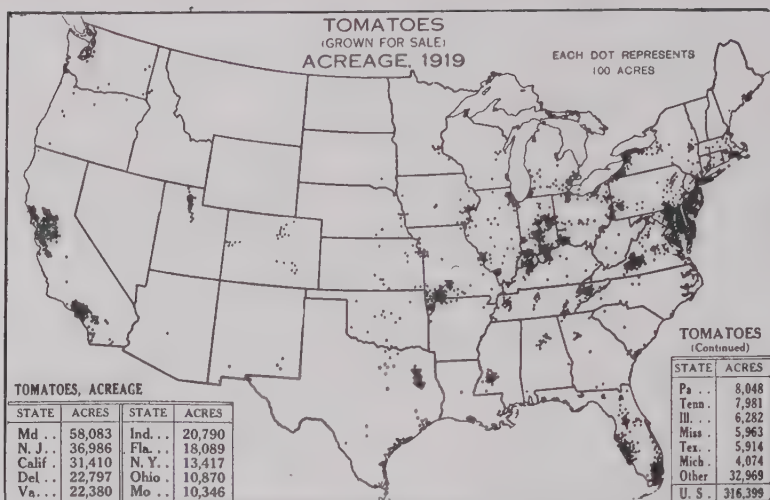 TOMATOES
(GROWN FOR SALE)
ACREAGE, 1919
EACH DOT REPRESENTS
100 ACRES
TOMATOES, ACREAGE
STATE ACRES STATE ACRES
Md .. 58,083 Ind... 20,790
N. J.. 36,986 Fla... 18,089
Calif 31,410 N. Y.. 13,417
Del .. 22,797 Ohio. 10,870
Va... 22,380 Mo .. 10,346
TOMATOES
(Continued)
STATE ACRES
Pa ... 8,048
Tenn . 7,981
Ill... 6,282
Miss . 5,963
Tex.. 5,914
Mich . 4,074
Other 32,969
U. S 316,399